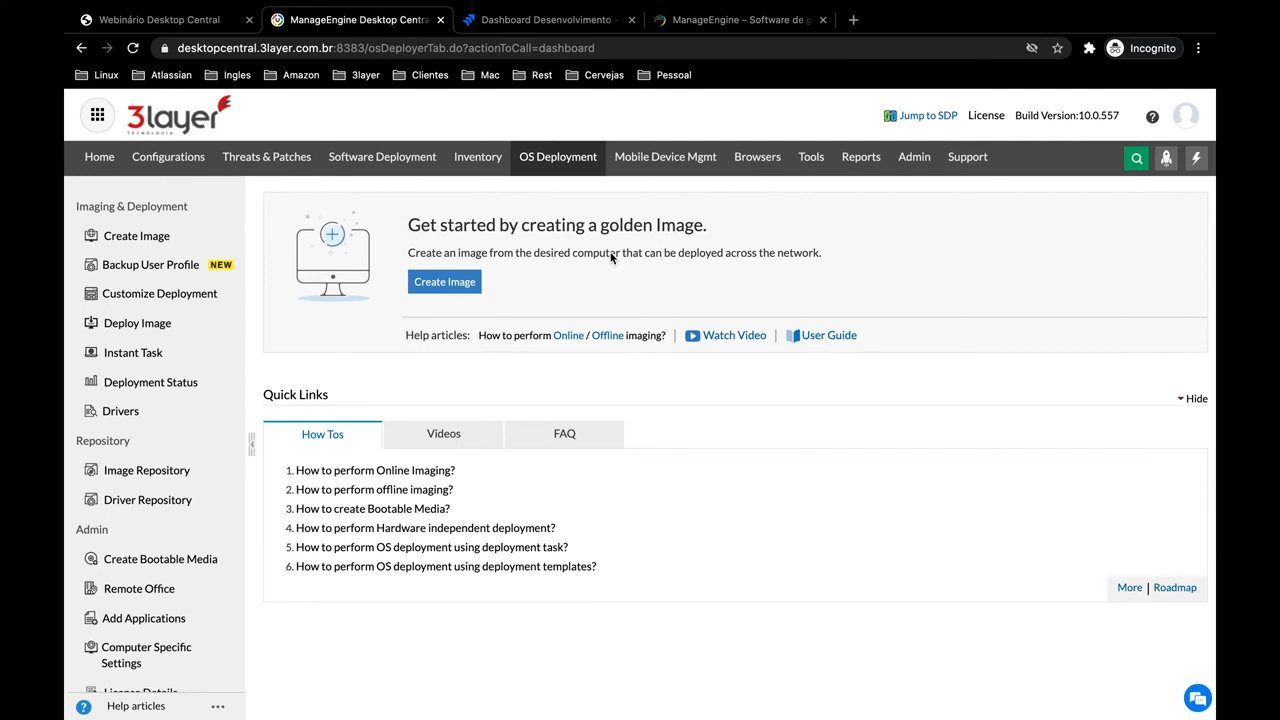 Webinário Desktop Central
ManageEngine Desktop Centra
Dashboard Desenvolvimento -
ManageEngine – Software de g
desktopcentral.3layer.com.br:8383/osDeployerTab.do?actionToCall=dashboard
Incognito
Linux Atlassian Ingles Amazon 3layer Clientes Mac Rest Cervejas Pessoal
3layer
TECNOLOGIA
Jump to SDP License Build Version:10.0.557
Home Configurations Threats & Patches Software Deployment Inventory OS Deployment Mobile Device Mgmt Browsers Tools Reports Admin Support
Imaging & Deployment
Create Image
Backup User Profile NEW
Customize Deployment
Deploy Image
Instant Task
Deployment Status
Drivers
Repository
Image Repository
Driver Repository
Admin
Create Bootable Media
Remote Office
Add Applications
Computer Specific
Settings
License Details
Help articles
Get started by creating a golden Image.
Create an image from the desired computer that can be deployed across the network.
Create Image
Help articles: How to perform Online / Offline imaging? | Watch Video | User Guide
Quick Links
Hide
How Tos Videos FAQ
1. How to perform Online Imaging?
2. How to perform offline imaging?
3. How to create Bootable Media?
4. How to perform Hardware independent deployment?
5. How to perform OS deployment using deployment task?
6. How to perform OS deployment using deployment templates?
More | Roadmap